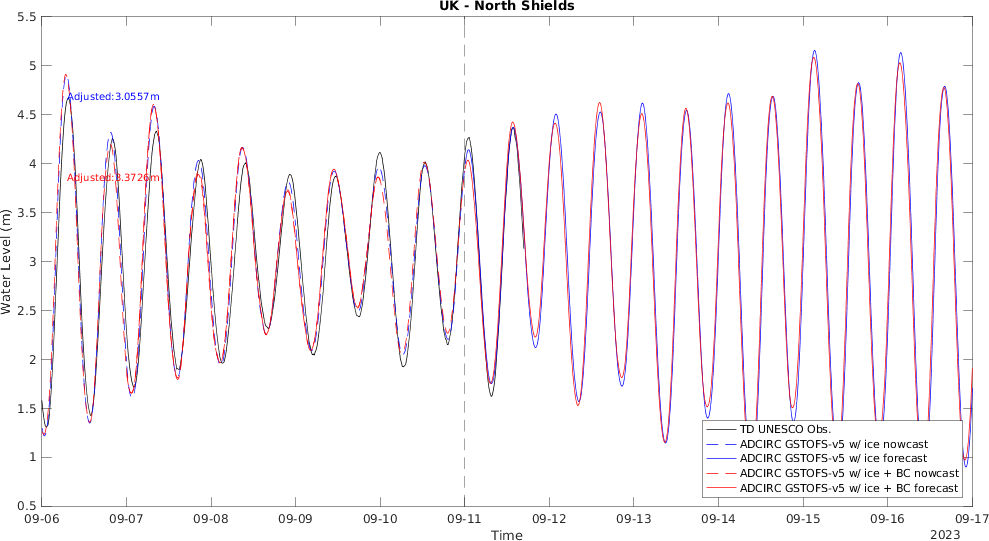 UK - North Shields
5.5
5
4.5
4
3.5
3
2.5
2
1.5
1
0.5
Water Level (m)
Adjusted:3.0557m
Adjusted:3.3726m
TD UNESCO Obs.
ADCIRC GSTOFS-v5 w/ ice nowcast
ADCIRC GSTOFS-v5 w/ ice forecast
ADCIRC GSTOFS-v5 w/ ice + BC nowcast
ADCIRC GSTOFS-v5 w/ ice + BC forecast
09-06 09-07 09-08 09-09 09-10 09-11 09-12 09-13 09-14 09-15 09-16 09-17
Time
2023